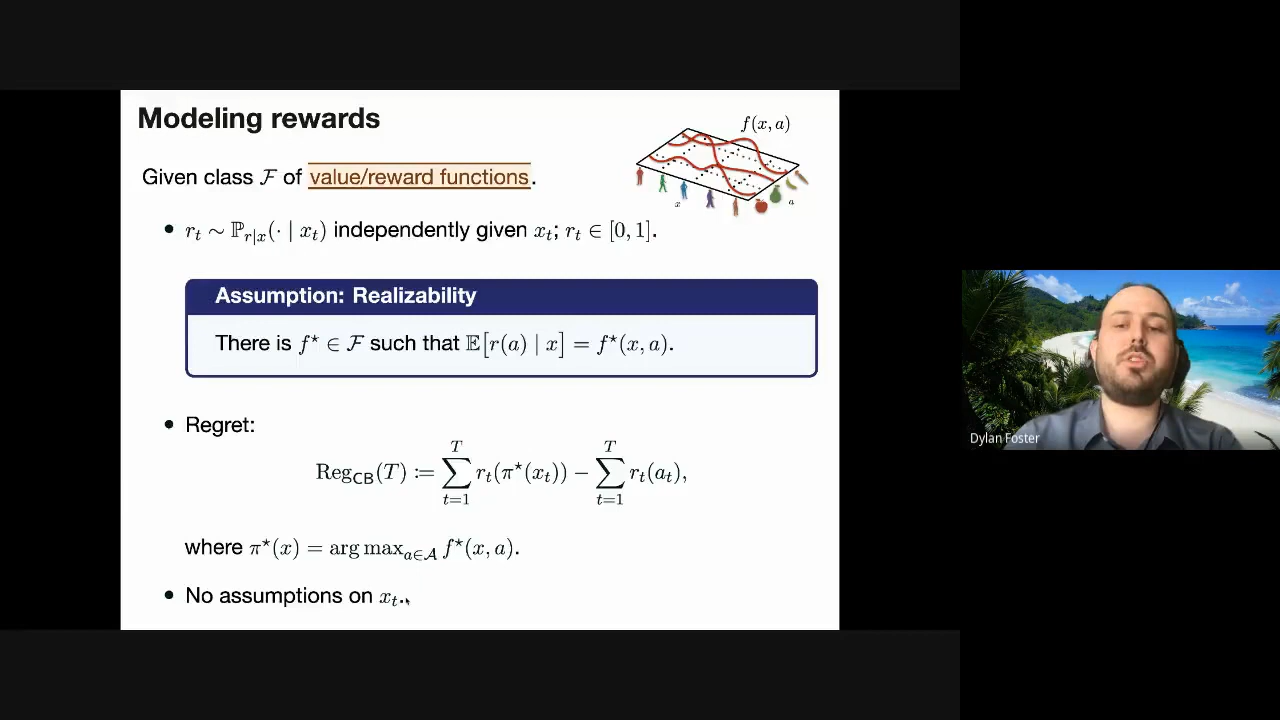 Modeling rewards
f(x, a)
Given class ℱ of value/reward functions.
x
a
• r_t ∼ ℙ_{r|x}(· | x_t) independently given x_t; r_t ∈ [0, 1].
Assumption: Realizability
There is f* ∈ ℱ such that 𝔼[r(a) | x] = f*(x, a).
• Regret:
Reg_CB(T) := ∑_{t=1}^{T} r_t(π*(x_t)) − ∑_{t=1}^{T} r_t(a_t),
where π*(x) = arg max_{a∈𝒜} f*(x, a).
• No assumptions on x_t.
Dylan Foster